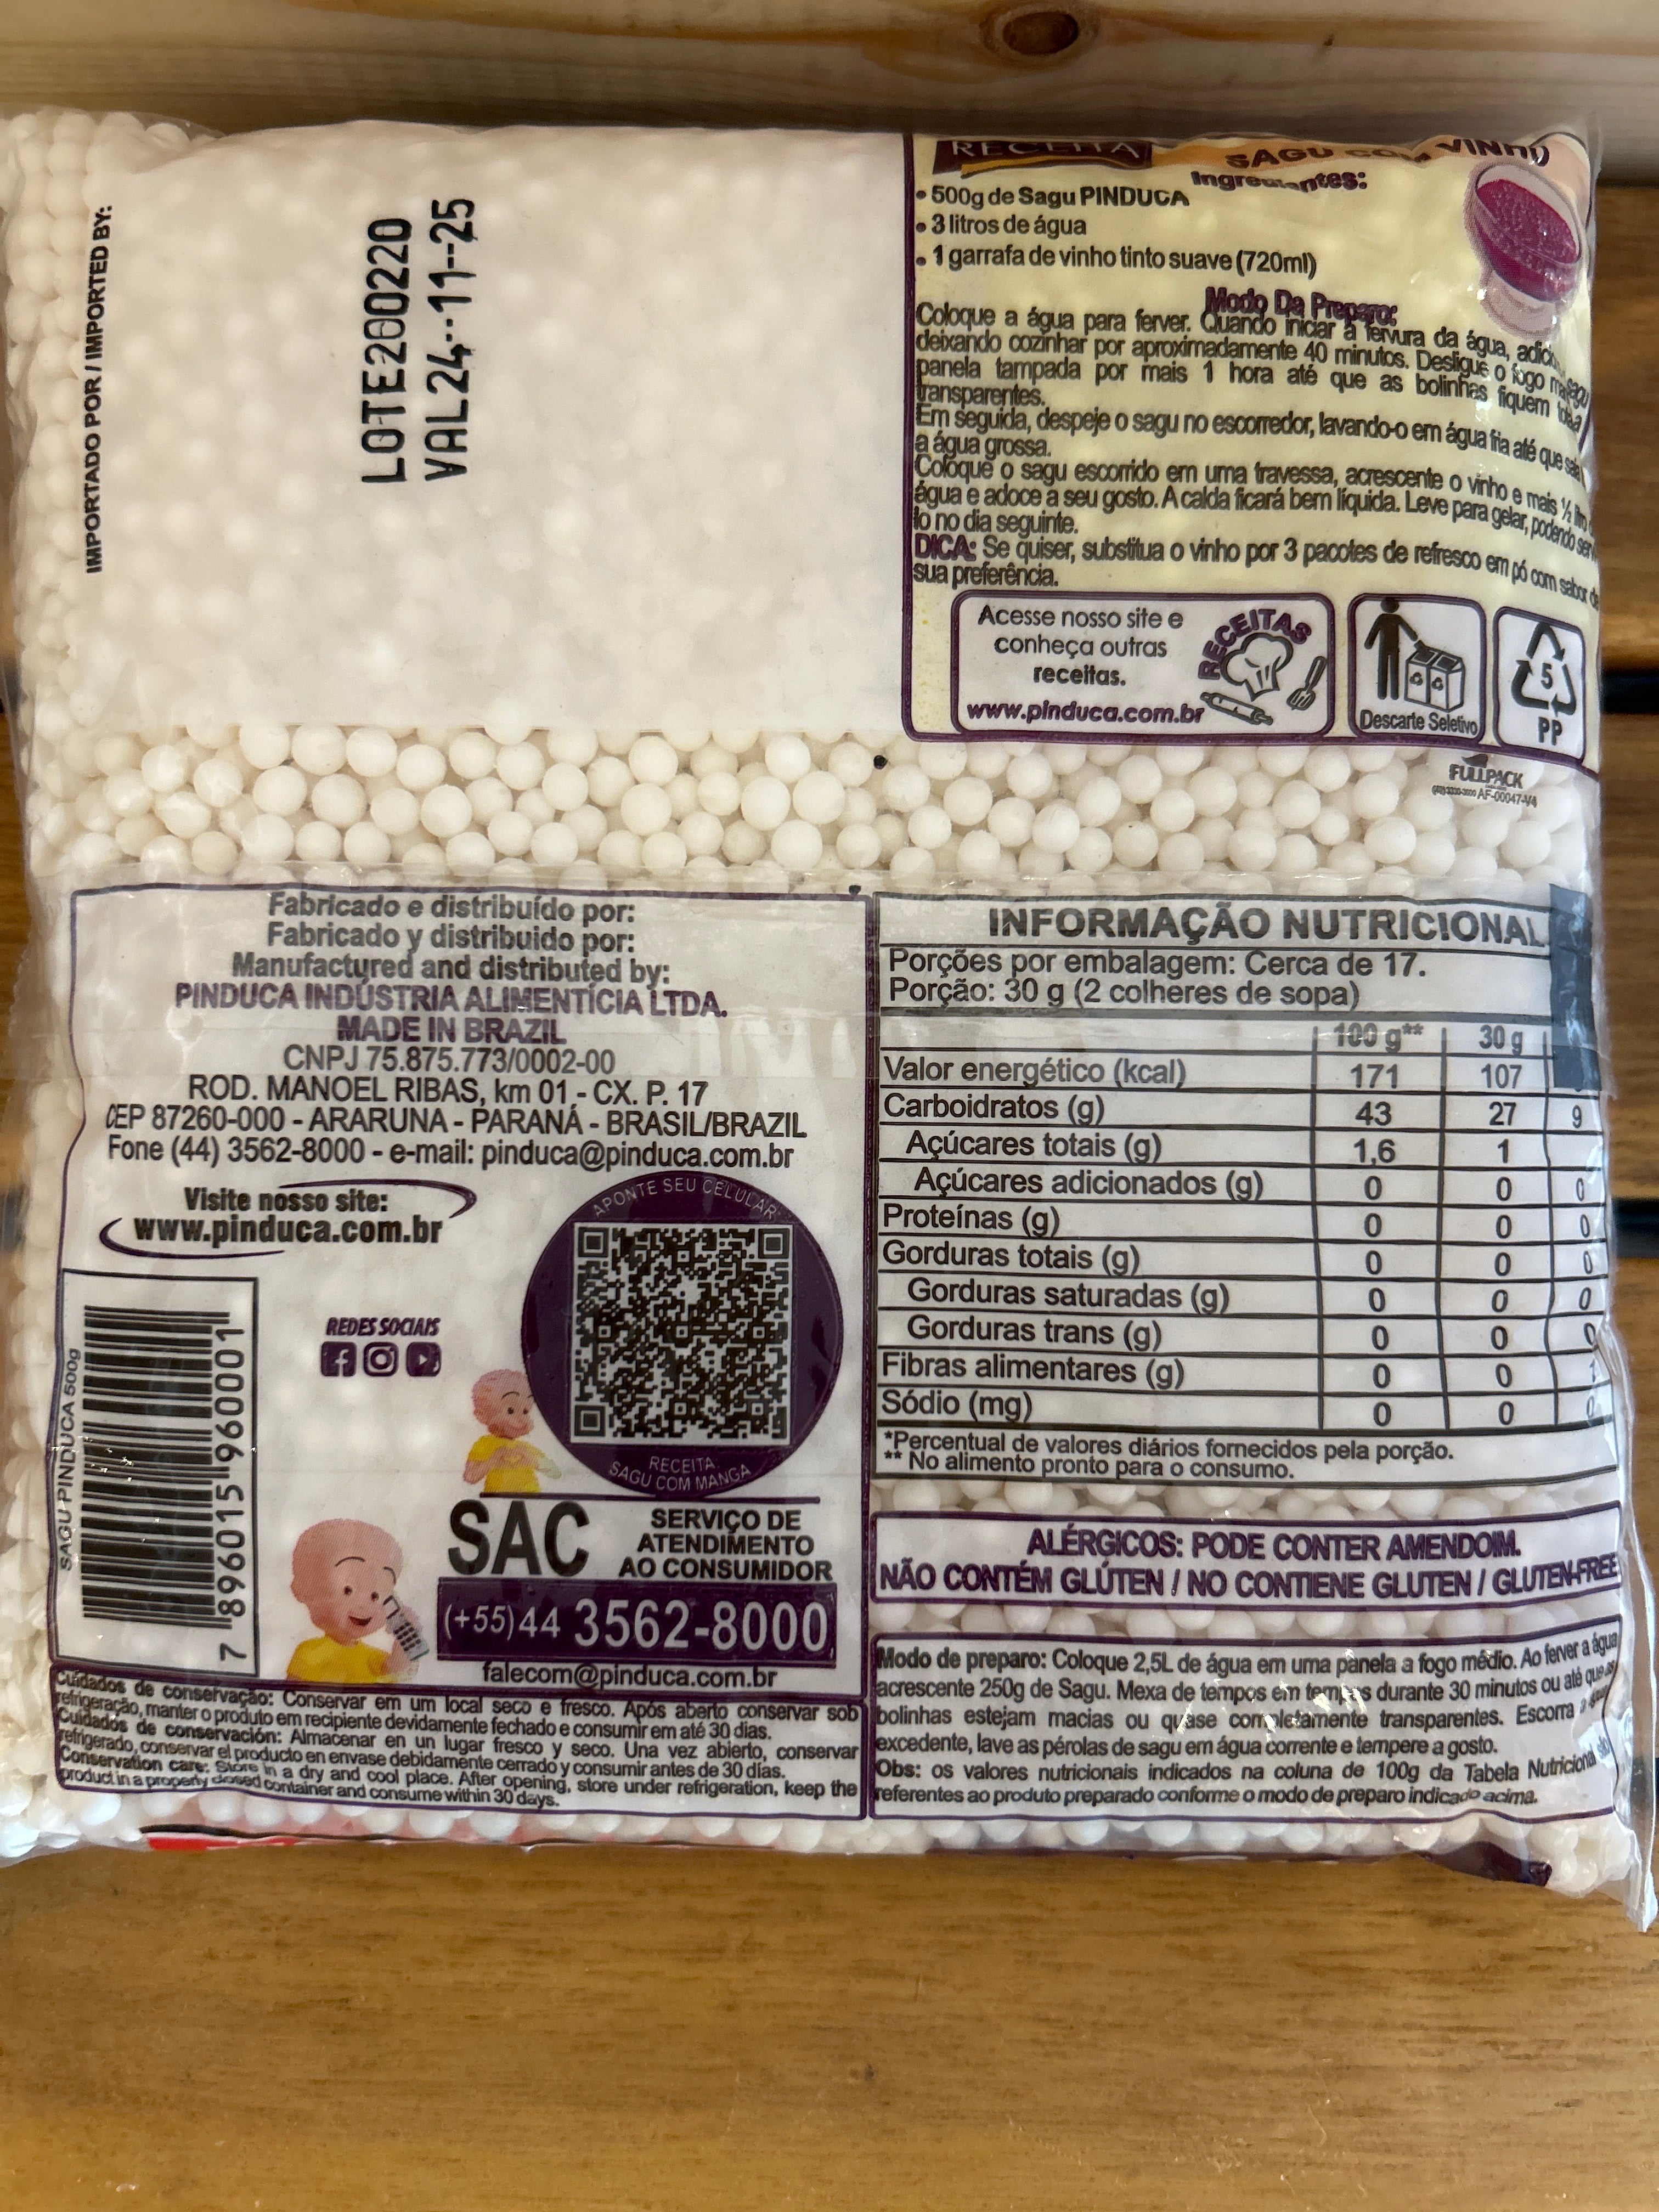 IMPORTADO POR / IMPORTED BY:
LOTE200220
VAL24--11--25
RECEITA
SAGU COM VINHO
Ingredientes:
• 500g de Sagu PINDUCA
• 3 litros de água
• 1 garrafa de vinho tinto suave (720ml)
Modo Da Preparo:
Coloque a água para ferver. Quando iniciar a fervura da água,
deixando cozinhar por aproximadamente 40 minutos. Desligue o fogo
panela tampada por mais 1 hora até que as bolinhas fiquem
transparentes.
Em seguida, despeje o sagu no escorredor, lavando-o em água fria até que saia
a água grossa.
Coloque o sagu escorrido em uma travessa, acrescente o vinho e mais ½ litro
água e adoce a seu gosto. A calda ficará bem líquida. Leve para gelar, podendo
lo no dia seguinte.
DICA: Se quiser, substitua o vinho por 3 pacotes de refresco em pó com sabor de
sua preferência.
Acesse nosso site e
conheça outras
receitas.
www.pinduca.com.br
RECEITAS
Descarte Seletivo
5
PP
FULLPACK
AF-00047-V4
Fabricado e distribuído por:
Fabricado y distribuido por:
Manufactured and distributed by:
PINDUCA INDÚSTRIA ALIMENTÍCIA LTDA.
MADE IN BRAZIL
CNPJ 75.875.773/0002-00
ROD. MANOEL RIBAS, km 01 - CX. P. 17
CEP 87260-000 - ARARUNA - PARANÁ - BRASIL/BRAZIL
Fone (44) 3562-8000 - e-mail: pinduca@pinduca.com.br
Visite nosso site:
www.pinduca.com.br
APONTE SEU CELULAR
RECEITA:
SAGU COM MANGA
REDES SOCIAIS
SAGU PINDUCA 500g
7 896015 960001
SAC
SERVIÇO DE
ATENDIMENTO
AO CONSUMIDOR
(+55)44 3562-8000
falecom@pinduca.com.br
Cuidados de conservação: Conservar em um local seco e fresco. Após aberto conservar sob
refrigeração, manter o produto em recipiente devidamente fechado e consumir em até 30 dias.
Cuidados de conservación: Almacenar en un lugar fresco y seco. Una vez abierto, conservar
refrigerado, conservar el producto en envase debidamente cerrado y consumir antes de 30 días.
Conservation care: Store in a dry and cool place. After opening, store under refrigeration, keep the
product in a properly closed container and consume within 30 days.
INFORMAÇÃO NUTRICIONAL
Porções por embalagem: Cerca de 17.
Porção: 30 g (2 colheres de sopa)
100 g** 30 g
Valor energético (kcal) 171 107
Carboidratos (g) 43 27 9
Açúcares totais (g) 1,6 1
Açúcares adicionados (g) 0 0 0
Proteínas (g) 0 0 0
Gorduras totais (g) 0 0 0
Gorduras saturadas (g) 0 0 0
Gorduras trans (g) 0 0 0
Fibras alimentares (g) 0 0
Sódio (mg) 0 0 0
*Percentual de valores diários fornecidos pela porção.
** No alimento pronto para o consumo.
ALÉRGICOS: PODE CONTER AMENDOIM.
NÃO CONTÉM GLÚTEN / NO CONTIENE GLUTEN / GLUTEN-FREE
Modo de preparo: Coloque 2,5L de água em uma panela a fogo médio. Ao ferver a água
acrescente 250g de Sagu. Mexa de tempos em tempos durante 30 minutos ou até que as
bolinhas estejam macias ou quase completamente transparentes. Escorra a água
excedente, lave as pérolas de sagu em água corrente e tempere a gosto.
Obs: os valores nutricionais indicados na coluna de 100g da Tabela Nutricional são
referentes ao produto preparado conforme o modo de preparo indicado acima.